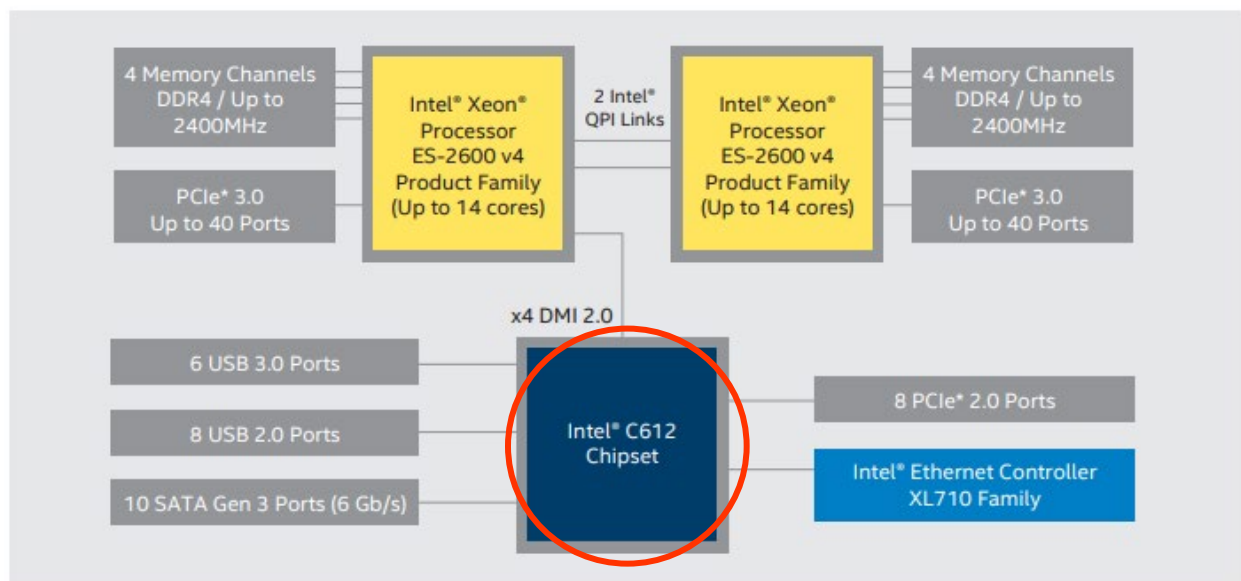 4 Memory Channels
DDR4 / Up to
2400MHz
Intel® Xeon®
Processor
ES-2600 v4
Product Family
(Up to 14 cores)
2 Intel®
QPI Links
Intel® Xeon®
Processor
ES-2600 v4
Product Family
(Up to 14 cores)
4 Memory Channels
DDR4 / Up to
2400MHz
PCIe* 3.0
Up to 40 Ports
PCIe* 3.0
Up to 40 Ports
x4 DMI 2.0
6 USB 3.0 Ports
8 USB 2.0 Ports
10 SATA Gen 3 Ports (6 Gb/s)
Intel® C612
Chipset
8 PCIe* 2.0 Ports
Intel® Ethernet Controller
XL710 Family